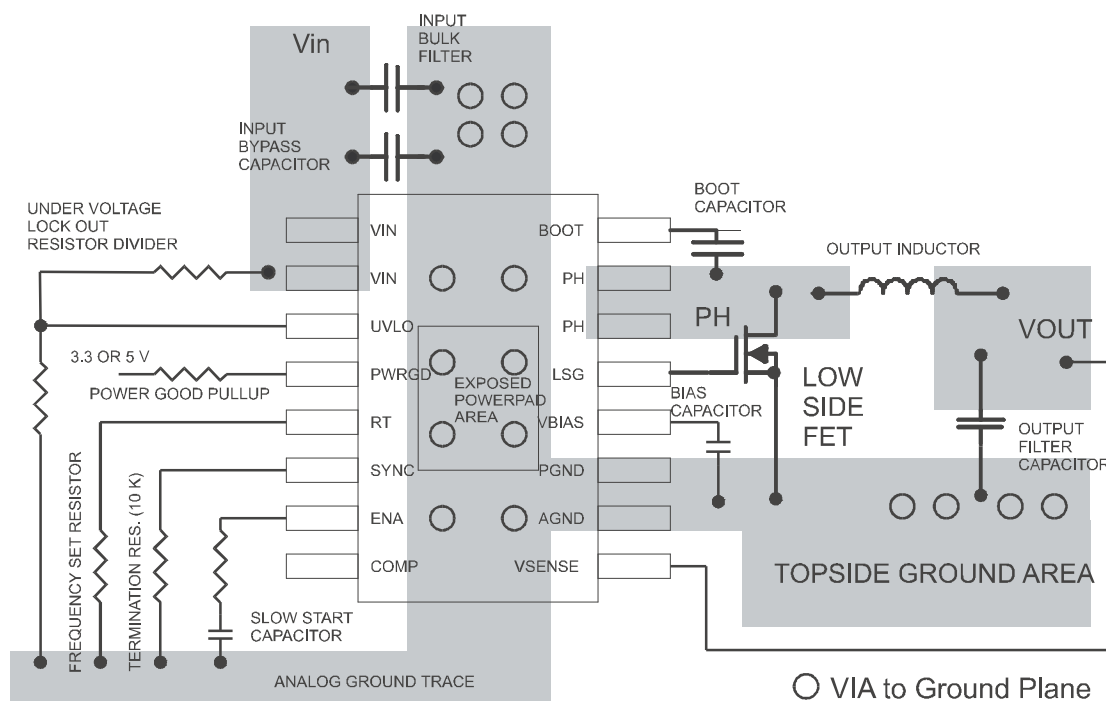 INPUT
BULK
FILTER
Vin
INPUT
BYPASS
CAPACITOR
BOOT
CAPACITOR
UNDER VOLTAGE
LOCK OUT
RESISTOR DIVIDER
VIN
BOOT
OUTPUT INDUCTOR
VIN
PH
PH
VOUT
UVLO
PH
3.3 OR 5 V
POWER GOOD PULLUP
PWRGD
EXPOSED
POWERPAD
AREA
LSG
LOW
SIDE
FET
BIAS
CAPACITOR
RT
VBIAS
OUTPUT
FILTER
CAPACITOR
SYNC
PGND
ENA
AGND
COMP
VSENSE
TOPSIDE GROUND AREA
FREQUENCY SET RESISTOR
TERMINATION RES. (10 K)
SLOW START
CAPACITOR
ANALOG GROUND TRACE
VIA to Ground Plane